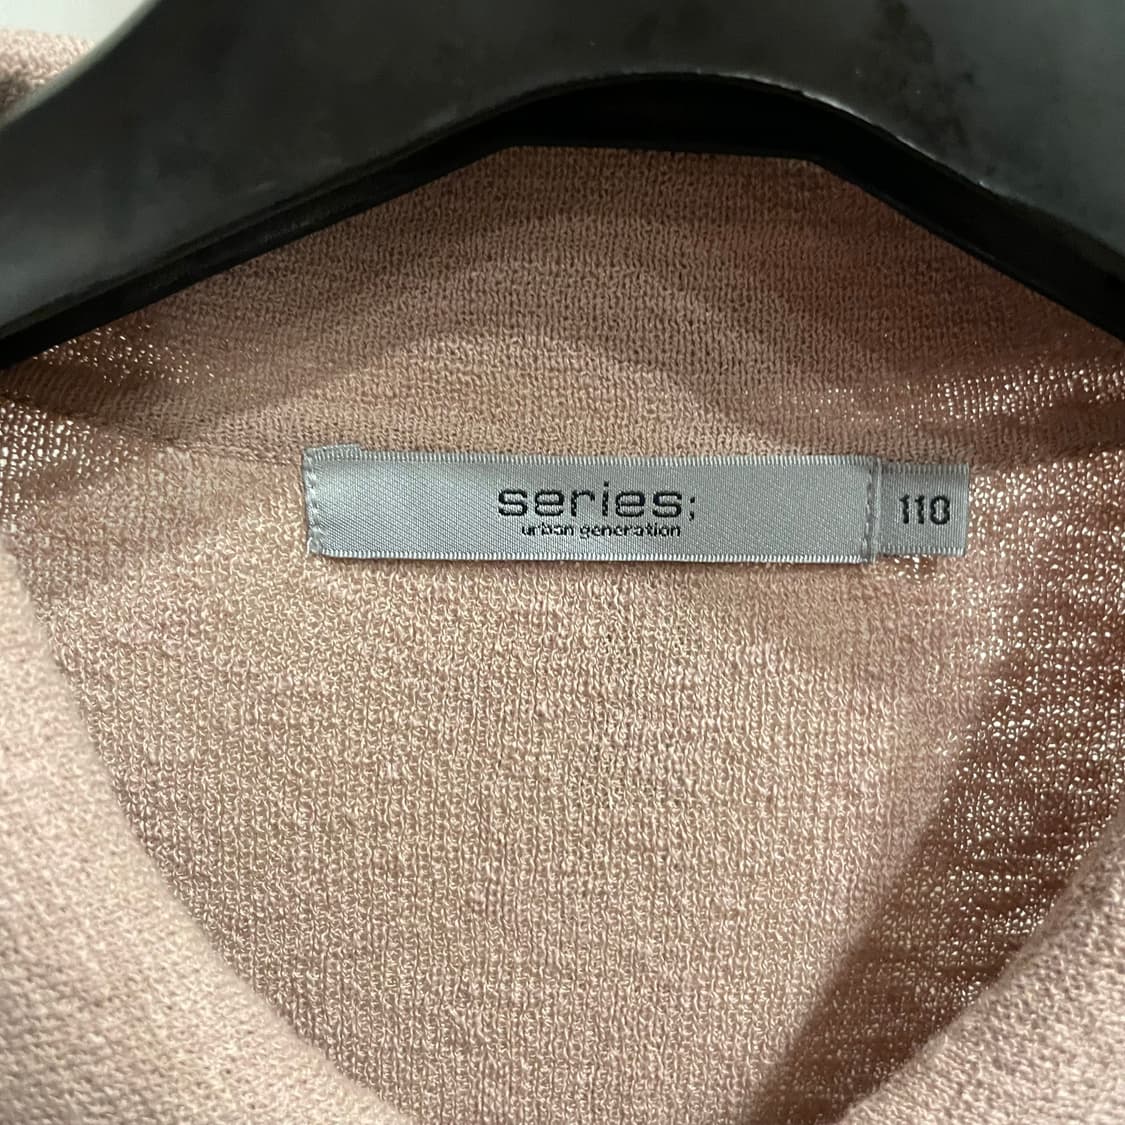 series;
urban generation
110